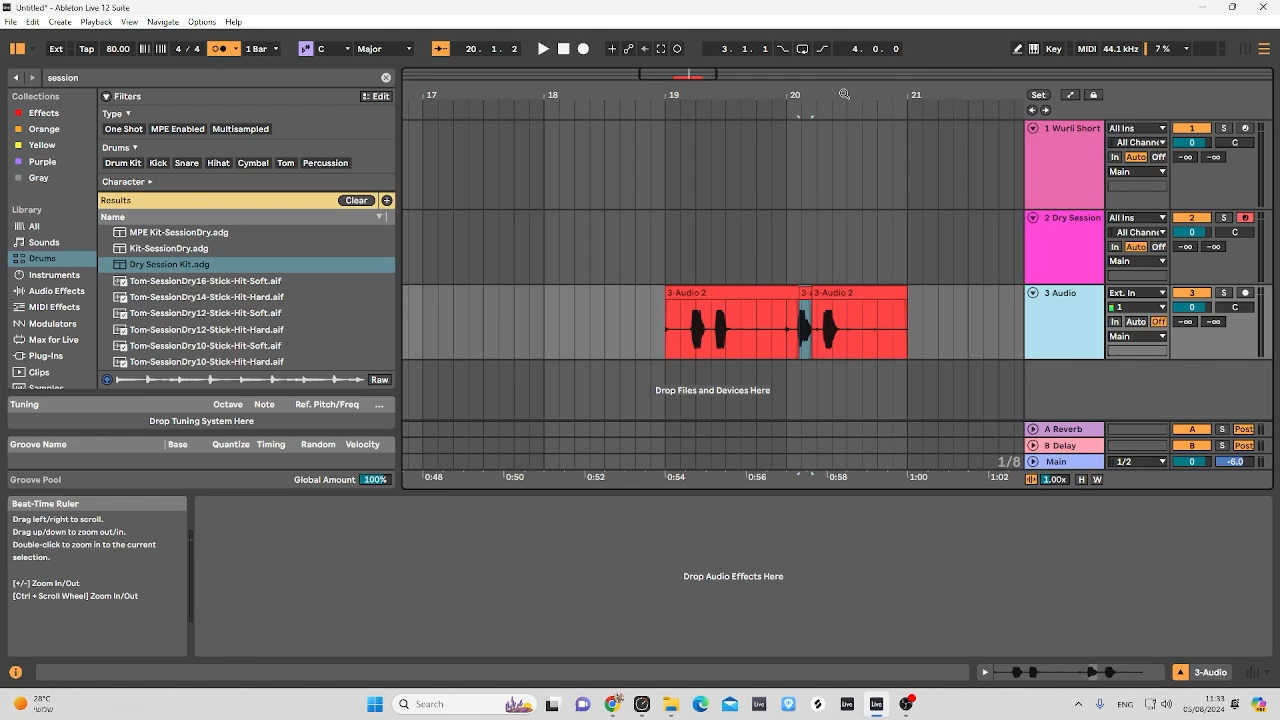 Untitled* - Ableton Live 12 Suite
File Edit Create Playback View Navigate Options Help
Ext Tap 80.00 4 / 4 1 Bar C Major 20. 1. 2 3. 1. 1 4. 0. 0 Key MIDI 44.1 kHz 7 %
session
Collections
Effects
Orange
Yellow
Purple
Gray
Library
All
Sounds
Drums
Instruments
Audio Effects
MIDI Effects
Modulators
Max for Live
Plug-Ins
Clips
Samples
Filters Edit
Type
One Shot MPE Enabled Multisampled
Drums
Drum Kit Kick Snare Hihat Cymbal Tom Percussion
Character
Results Clear
Name
MPE Kit-SessionDry.adg
Kit-SessionDry.adg
Dry Session Kit.adg
Tom-SessionDry16-Stick-Hit-Soft.aif
Tom-SessionDry14-Stick-Hit-Hard.aif
Tom-SessionDry12-Stick-Hit-Soft.aif
Tom-SessionDry12-Stick-Hit-Hard.aif
Tom-SessionDry10-Stick-Hit-Soft.aif
Tom-SessionDry10-Stick-Hit-Hard.aif
Raw
Tuning Octave Note Ref. Pitch/Freq ...
Drop Tuning System Here
Groove Name Base Quantize Timing Random Velocity
Groove Pool Global Amount 100%
17 18 19 20 21 Set
1 Wurli Short All Ins 1 S
All Channe 0 C
In Auto Off -∞ -∞
Main
2 Dry Session All Ins 2 S
All Channe 0 C
In Auto Off -∞ -∞
Main
3-Audio 2 3-A 3-Audio 2 3 Audio Ext. In 3 S
1 0 C
In Auto Off -∞ -∞
Main
Drop Files and Devices Here
A Reverb A S Post
B Delay B S Post
1/8 Main 1/2 0 -6.0
0:48 0:50 0:52 0:54 0:56 0:58 1:00 1:02 1.00x H W
Beat-Time Ruler
Drag left/right to scroll.
Drag up/down to zoom out/in.
Double-click to zoom in to the current
selection.
[+/-] Zoom In/Out
[Ctrl + Scroll Wheel] Zoom In/Out
Drop Audio Effects Here
3-Audio
28°C
שמשי
Search
Live Live Live
ENG
11:33
03/08/2024